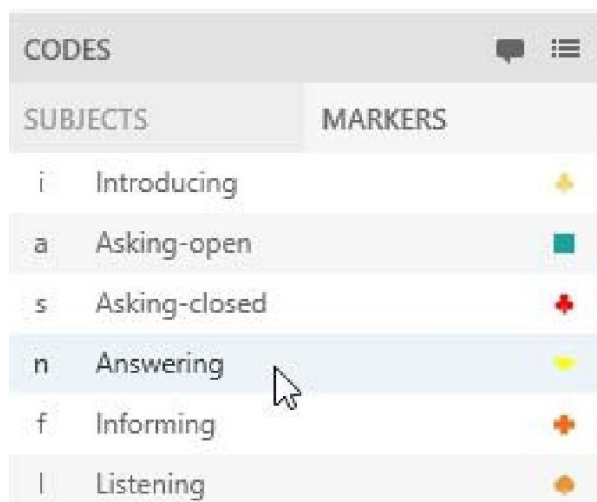 CODES
SUBJECTS MARKERS
i Introducing
a Asking-open
s Asking-closed
n Answering
f Informing
l Listening